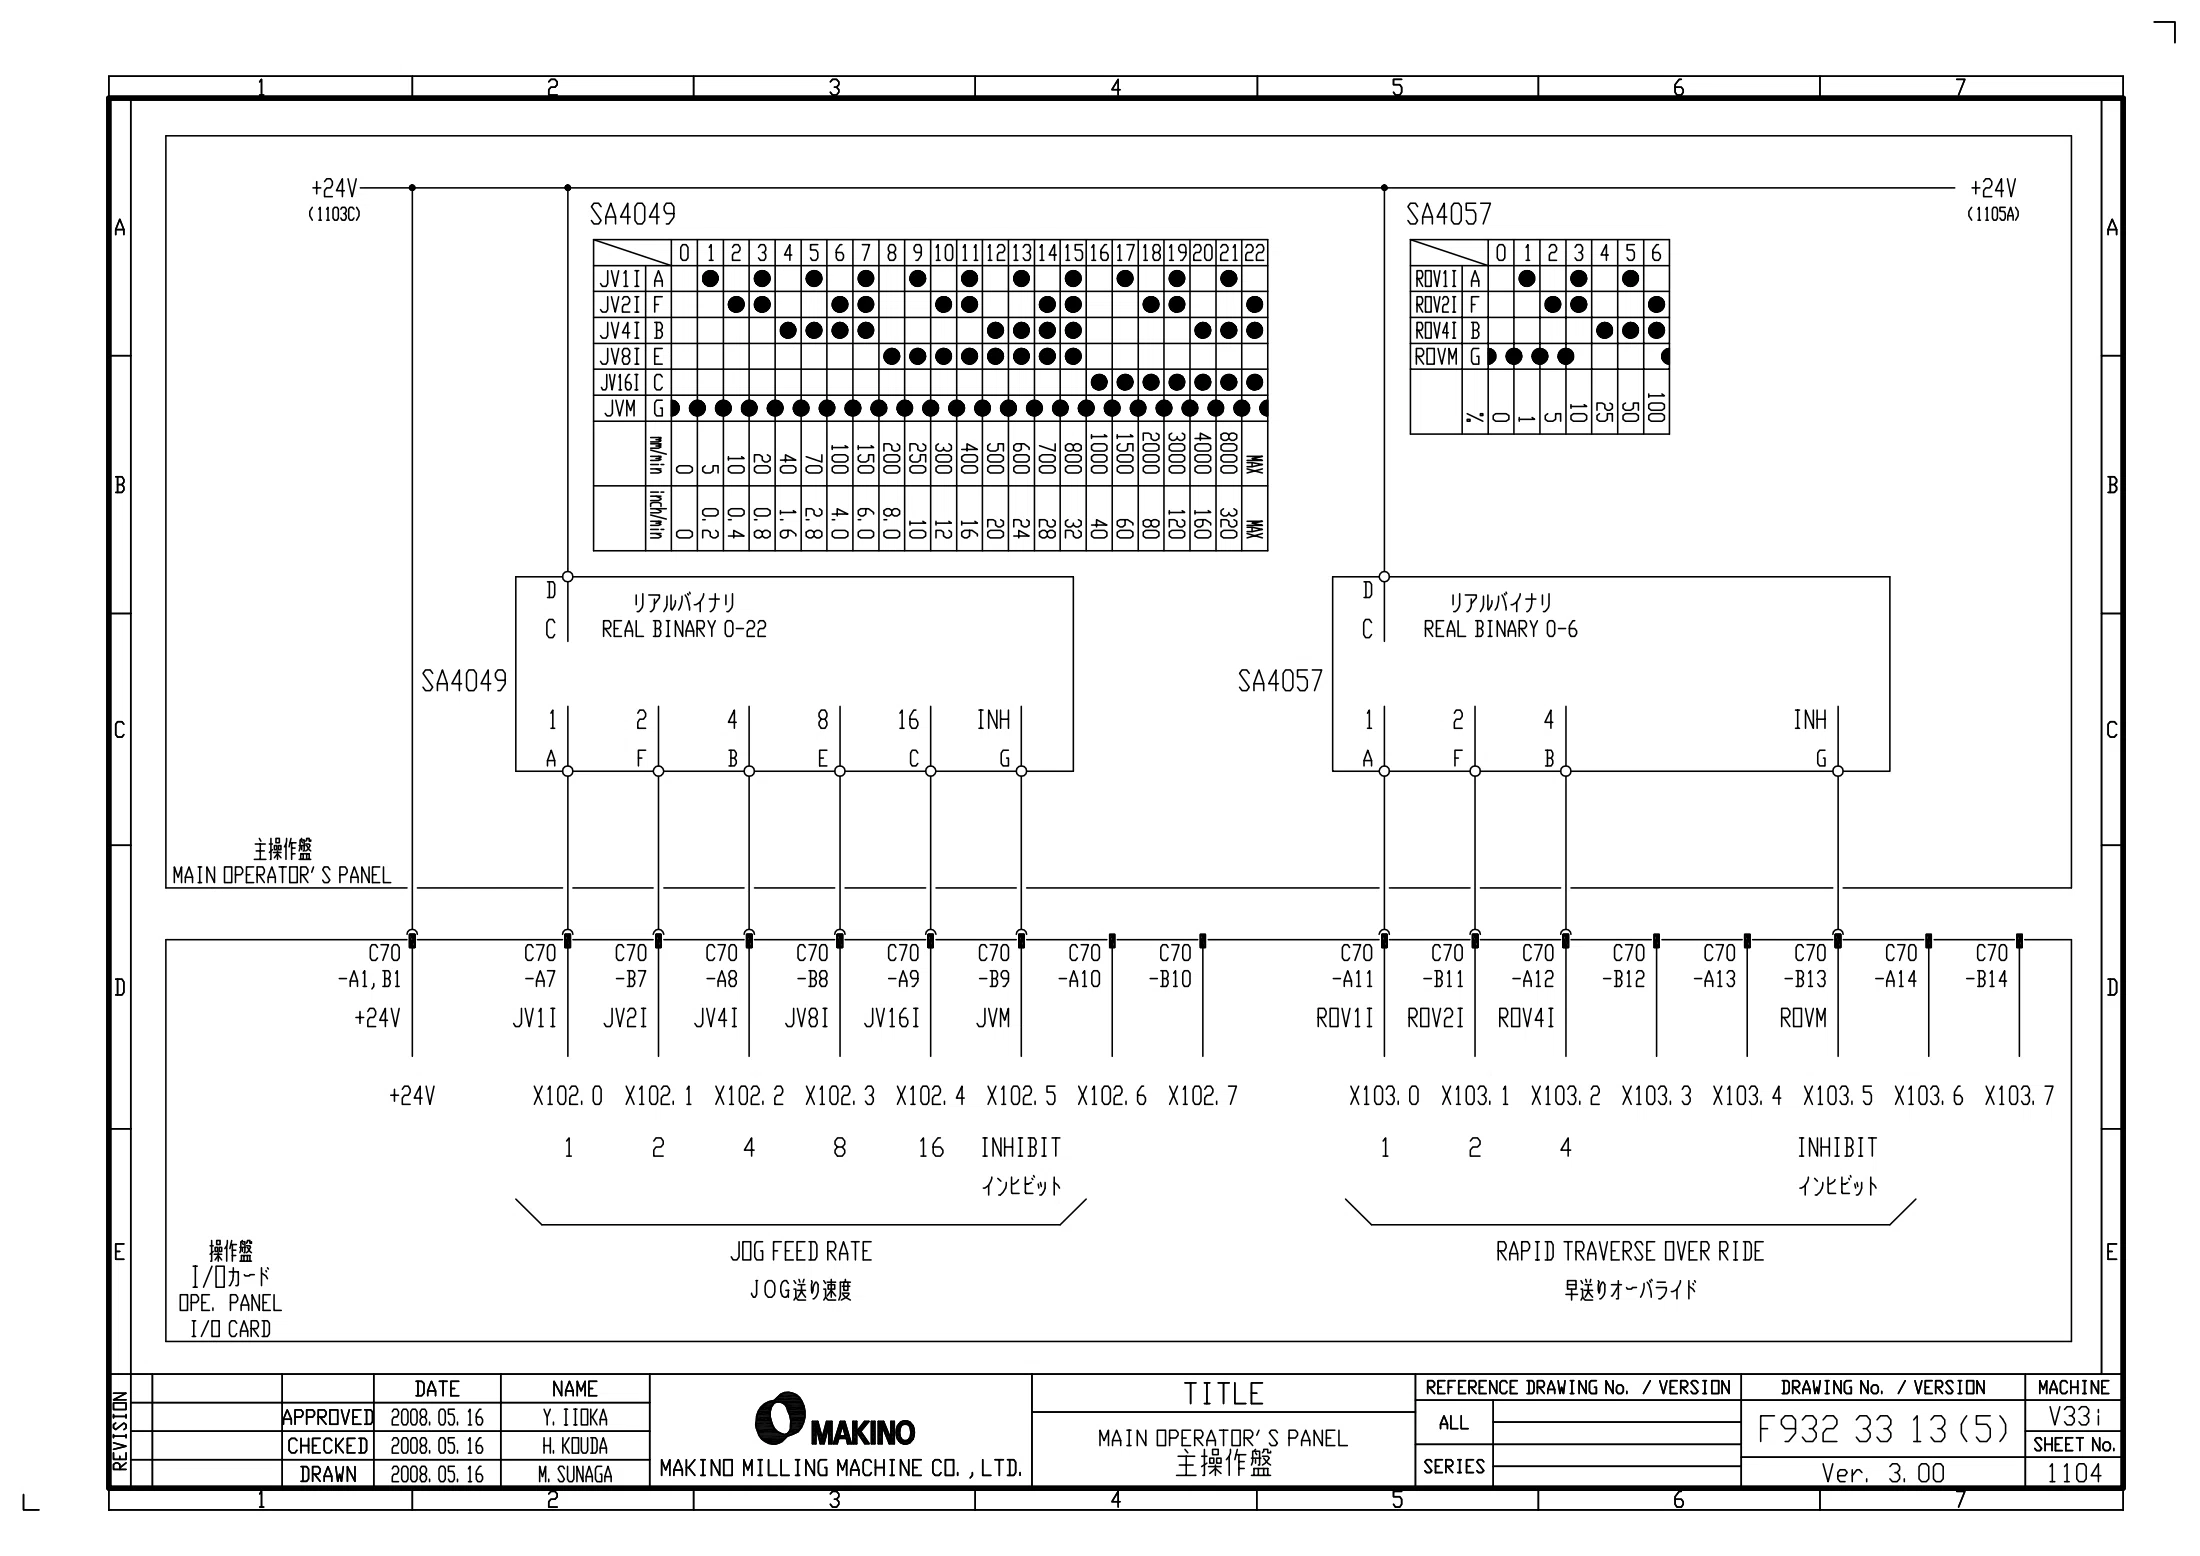 1 2 3 4 5 6 7
A A
+24V +24V
(1103C) (1105A)
SA4049
0 1 2 3 4 5 6 7 8 9 10 11 12 13 14 15 16 17 18 19 20 21 22
JV1I A
JV2I F
JV4I B
JV8I E
JV16I C
JVM G
mm/min 0 5 10 20 40 70 100 150 200 250 300 400 500 600 700 800 1000 1500 2000 3000 4000 8000 MAX
inch/min 0 0.2 0.4 0.8 1.6 2.8 4.0 6.0 8.0 10 12 16 20 24 28 32 40 60 80 120 160 320 MAX
SA4057
0 1 2 3 4 5 6
ROV1I A
ROV2I F
ROV4I B
ROVM G
% 0 1 5 10 25 50 100
B B
D リアルバイナリ
C REAL BINARY 0-22
SA4049
1 2 4 8 16 INH
A F B E C G
D リアルバイナリ
C REAL BINARY 0-6
SA4057
1 2 4 INH
A F B G
C C
主操作盤
MAIN OPERATOR'S PANEL
C70 C70 C70 C70 C70 C70 C70 C70 C70 C70 C70 C70 C70 C70 C70 C70 C70
-A1,B1 -A7 -B7 -A8 -B8 -A9 -B9 -A10 -B10 -A11 -B11 -A12 -B12 -A13 -B13 -A14 -B14
D D
+24V JV1I JV2I JV4I JV8I JV16I JVM ROV1I ROV2I ROV4I ROVM
+24V X102.0 X102.1 X102.2 X102.3 X102.4 X102.5 X102.6 X102.7 X103.0 X103.1 X103.2 X103.3 X103.4 X103.5 X103.6 X103.7
1 2 4 8 16 INHIBIT 1 2 4 INHIBIT
インヒビット インヒビット
E E
JOG FEED RATE RAPID TRAVERSE OVER RIDE
JOG送り速度 早送りオーバライド
操作盤
I/Oカード
OPE. PANEL
I/O CARD
REVISION
DATE NAME
APPROVED 2008.05.16 Y.IIOKA
CHECKED 2008.05.16 H.KOUDA
DRAWN 2008.05.16 M.SUNAGA
MAKINO
MAKINO MILLING MACHINE CO.,LTD.
TITLE
MAIN OPERATOR'S PANEL
主操作盤
REFERENCE DRAWING No. / VERSION
ALL
SERIES
DRAWING No. / VERSION
F932 33 13(5)
Ver. 3.00
MACHINE
V33i
SHEET No.
1104
1 2 3 4 5 6 7